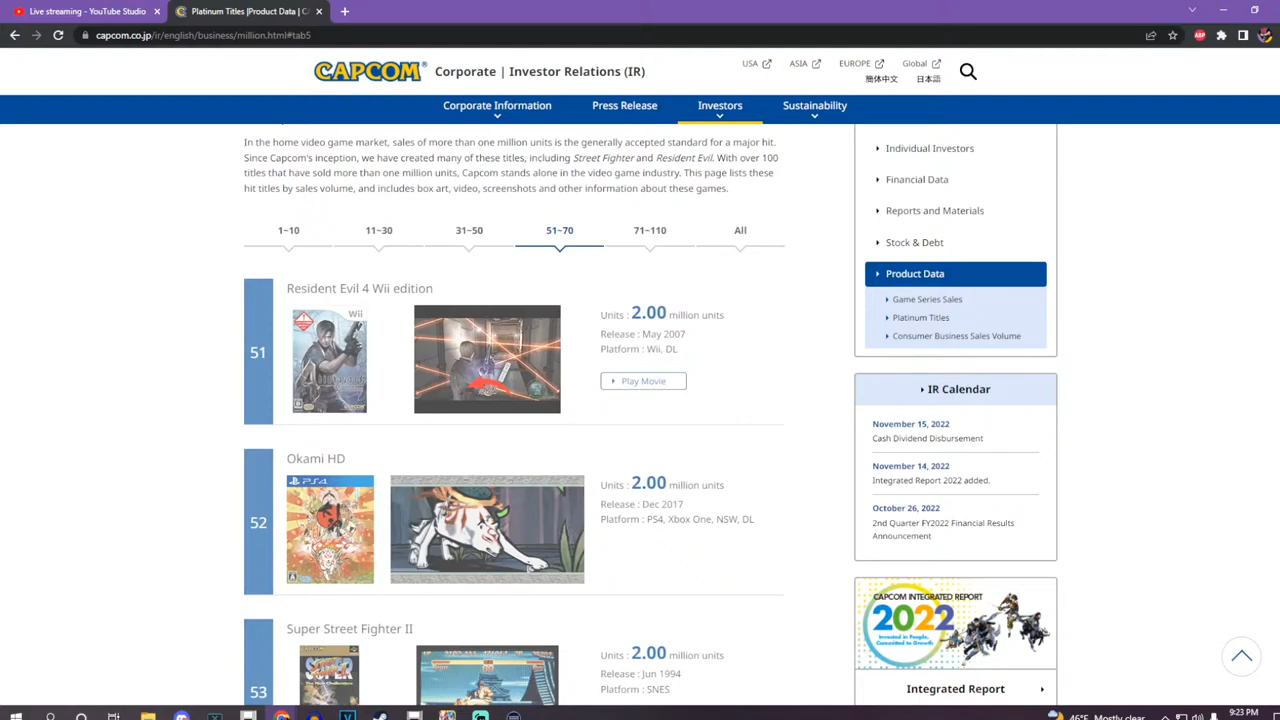 Live streaming - YouTube Studio
Platinum Titles |Product Data | C
capcom.co.jp/ir/english/business/million.html#tab5
CAPCOM Corporate | Investor Relations (IR)
USA ASIA EUROPE Global
簡体中文 日本語
Corporate Information Press Release Investors Sustainability
In the home video game market, sales of more than one million units is the generally accepted standard for a major hit.
Since Capcom's inception, we have created many of these titles, including Street Fighter and Resident Evil. With over 100
titles that have sold more than one million units, Capcom stands alone in the video game industry. This page lists these
hit titles by sales volume, and includes box art, video, screenshots and other information about these games.
1~10 11~30 31~50 51~70 71~110 All
51
Resident Evil 4 Wii edition
Wii
Units : 2.00 million units
Release : May 2007
Platform : Wii, DL
Play Movie
52
Okami HD
PS4
Units : 2.00 million units
Release : Dec 2017
Platform : PS4, Xbox One, NSW, DL
53
Super Street Fighter II
SUPER
Units : 2.00 million units
Release : Jun 1994
Platform : SNES
Individual Investors
Financial Data
Reports and Materials
Stock & Debt
Product Data
Game Series Sales
Platinum Titles
Consumer Business Sales Volume
IR Calendar
November 15, 2022
Cash Dividend Disbursement
November 14, 2022
Integrated Report 2022 added.
October 26, 2022
2nd Quarter FY2022 Financial Results
Announcement
CAPCOM INTEGRATED REPORT
2022
Invested in People,
Committed to Growth
Integrated Report
46°F Mostly clear
9:23 PM